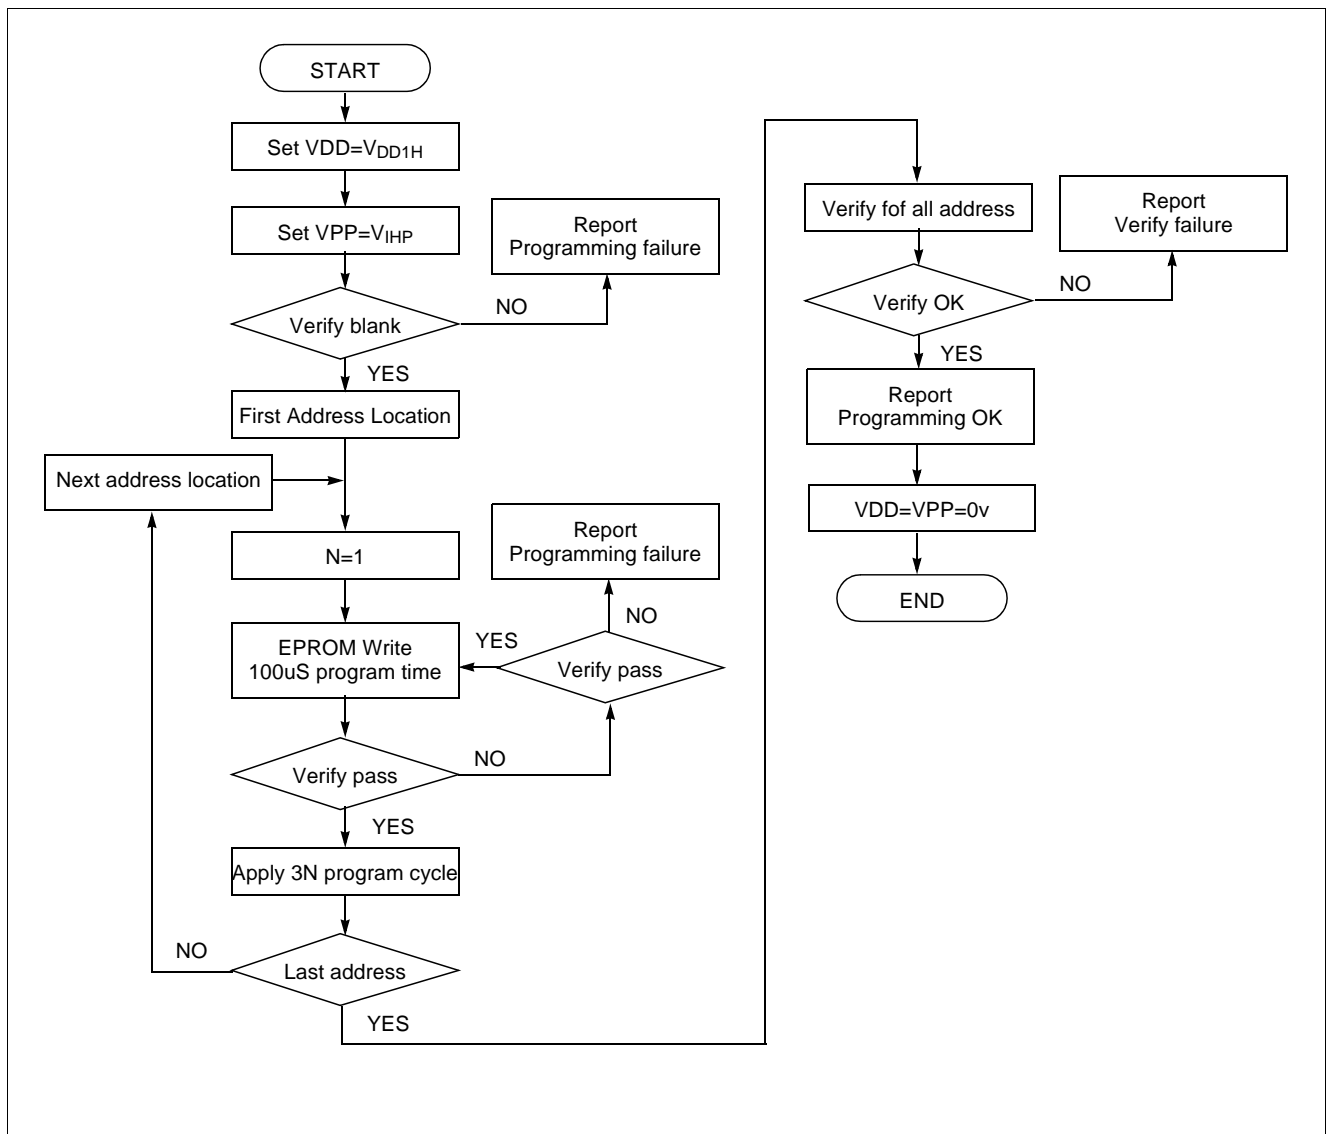 START
Set VDD=VDD1H
Set VPP=VIHP
Report
Programming failure
Verify blank
NO
YES
First Address Location
Next address location
N=1
Report
Programming failure
NO
EPROM Write
100uS program time
YES
Verify pass
Verify pass
NO
YES
Apply 3N program cycle
Last address
NO
YES
Verify fof all address
Report
Verify failure
Verify OK
NO
YES
Report
Programming OK
VDD=VPP=0v
END